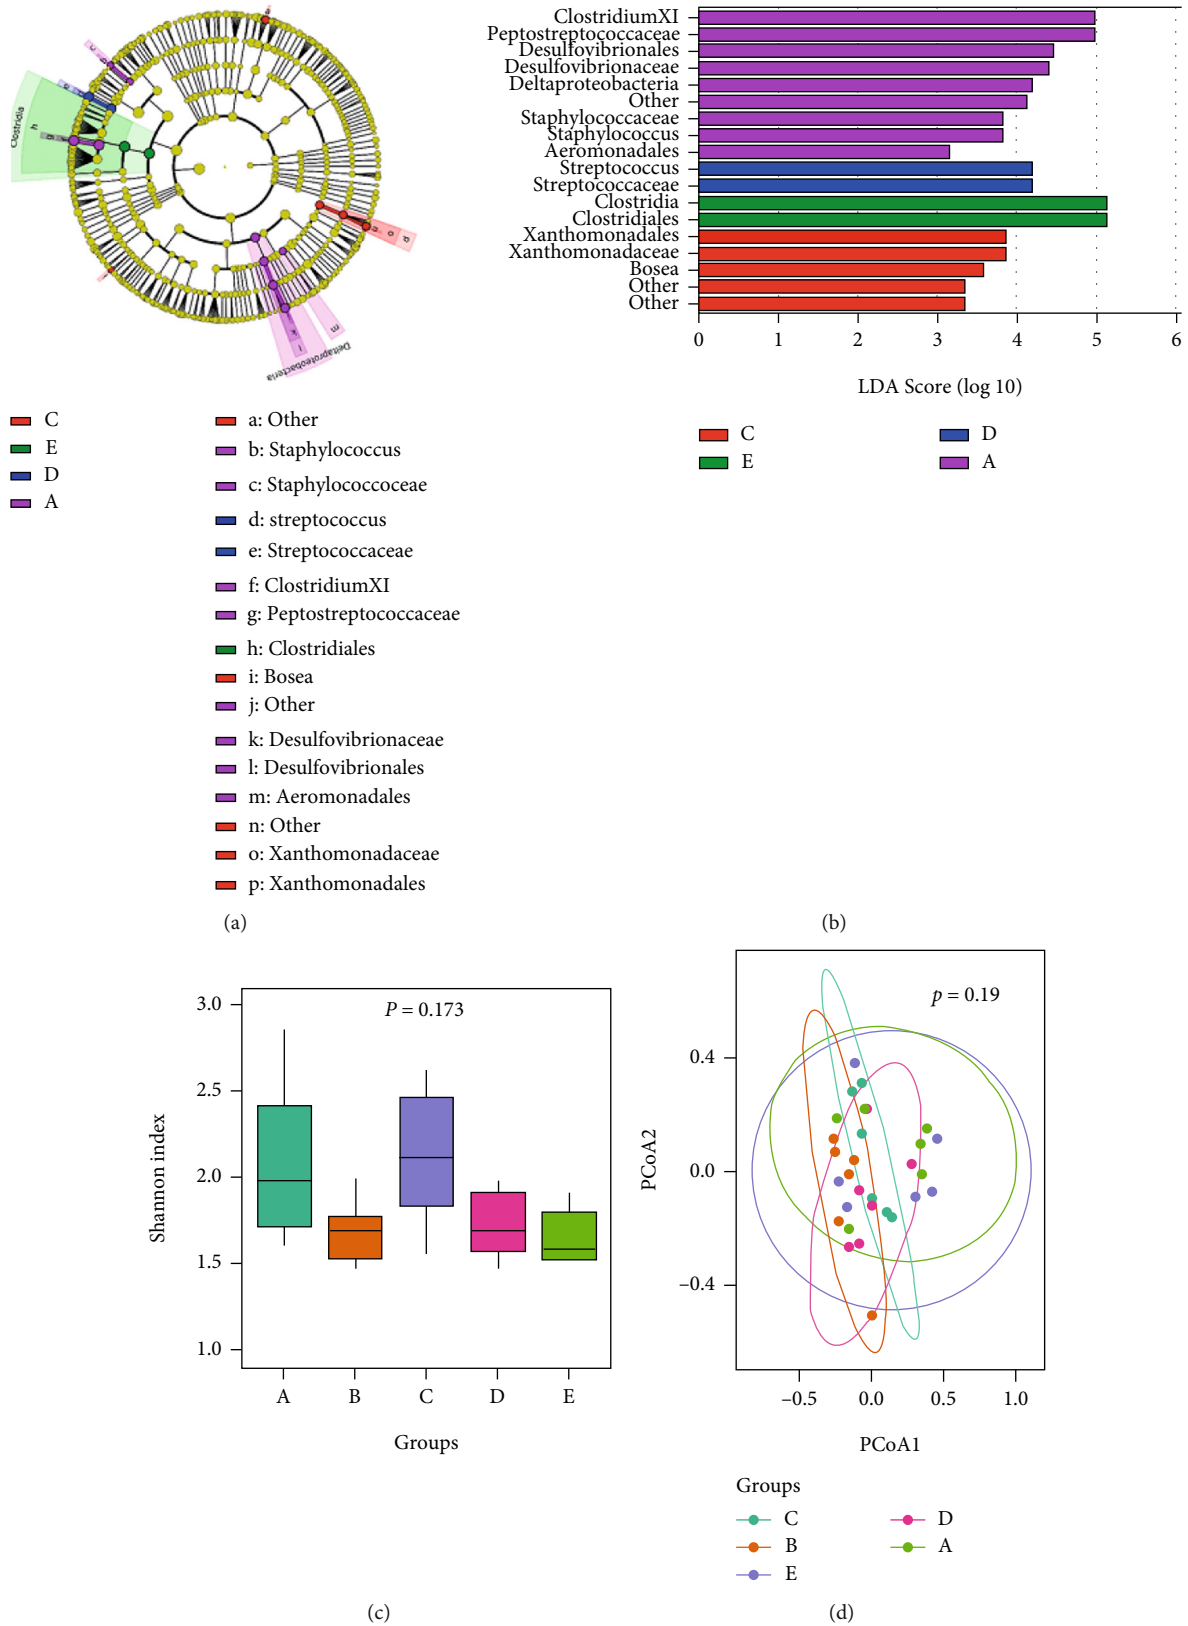 Clostridia
h
m
Deltaproteobacteria
C
E
D
A
a: Other
b: Staphylococcus
c: Staphylococcoceae
d: streptococcus
e: Streptococcaceae
f: ClostridiumXI
g: Peptostreptococcaceae
h: Clostridiales
i: Bosea
j: Other
k: Desulfovibrionaceae
l: Desulfovibrionales
m: Aeromonadales
n: Other
o: Xanthomonadaceae
p: Xanthomonadales
(a)
ClostridiumXI
Peptostreptococcaceae
Desulfovibrionales
Desulfovibrionaceae
Deltaproteobacteria
Other
Staphylococcaceae
Staphylococcus
Aeromonadales
Streptococcus
Streptococcaceae
Clostridia
Clostridiales
Xanthomonadales
Xanthomonadaceae
Bosea
Other
Other
0 1 2 3 4 5 6
LDA Score (log 10)
C D
E A
(b)
P = 0.173
3.0
2.5
2.0
1.5
1.0
Shannon index
A B C D E
Groups
(c)
p = 0.19
0.4
0.0
−0.4
PCoA2
−0.5 0.0 0.5 1.0
PCoA1
Groups
C D
B A
E
(d)